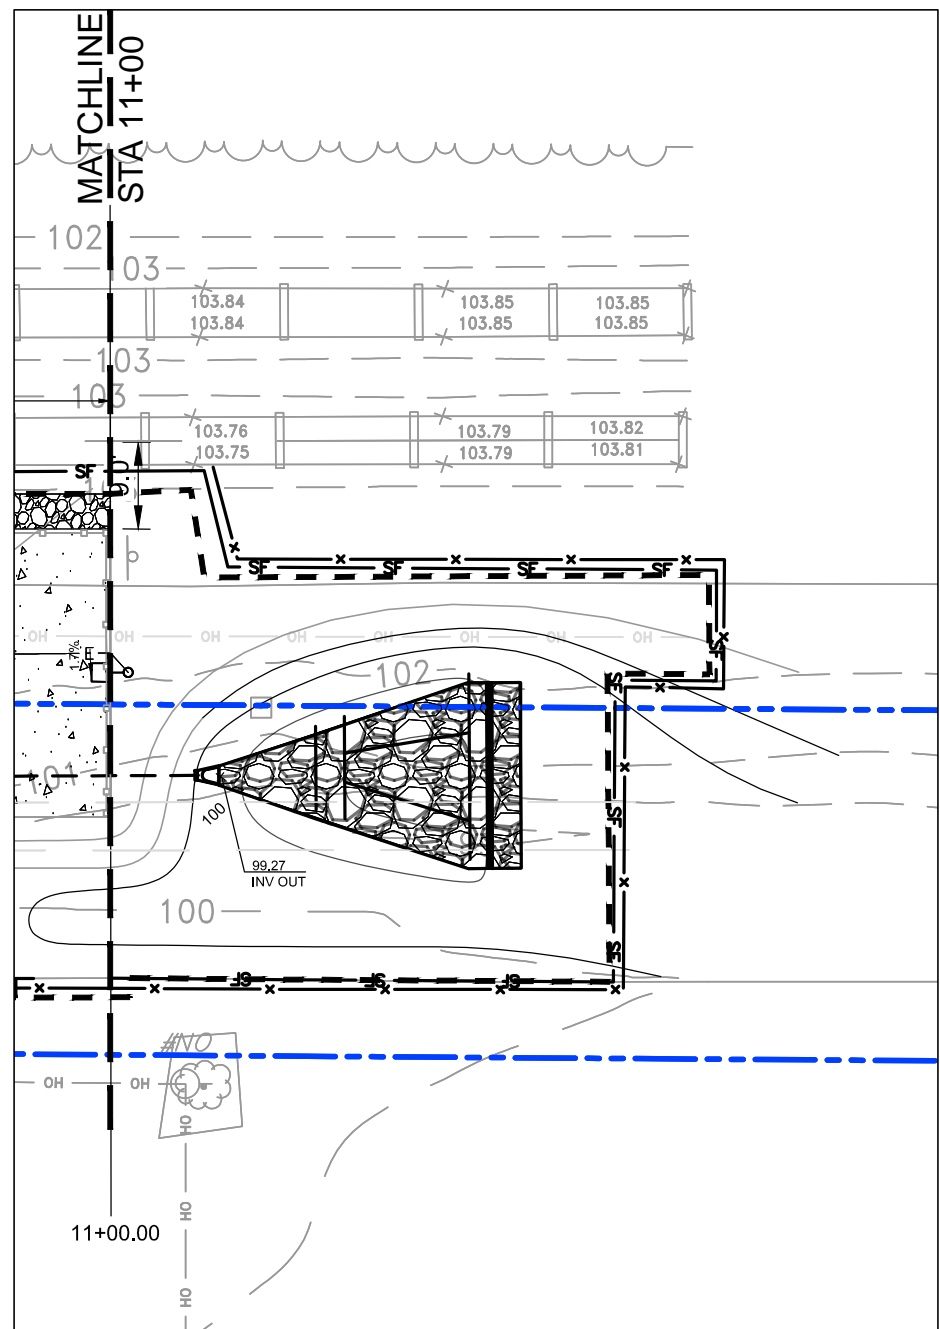 MATCHLINE
STA 11+00
102
03
103.84
103.84
103.85
103.85
103.85
103.85
103
103
103.76
103.75
103.79
103.79
103.82
103.81
SF
SF
SF
SF
SF
OH
OH
OH
OH
OH
OH
OH
SF
1.7%
E
102
SF
101
100
SF
99.27
INV OUT
100
SF
SF
SF
SF
#NO
OH
OH
OH
OH
OH
11+00.00